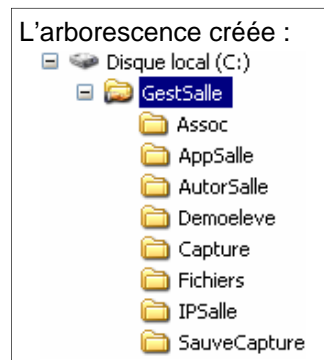 L'arborescence créée :
Disque local (C:)
GestSalle
Assoc
AppSalle
AutorSalle
Demoeleve
Capture
Fichiers
IPSalle
SauveCapture